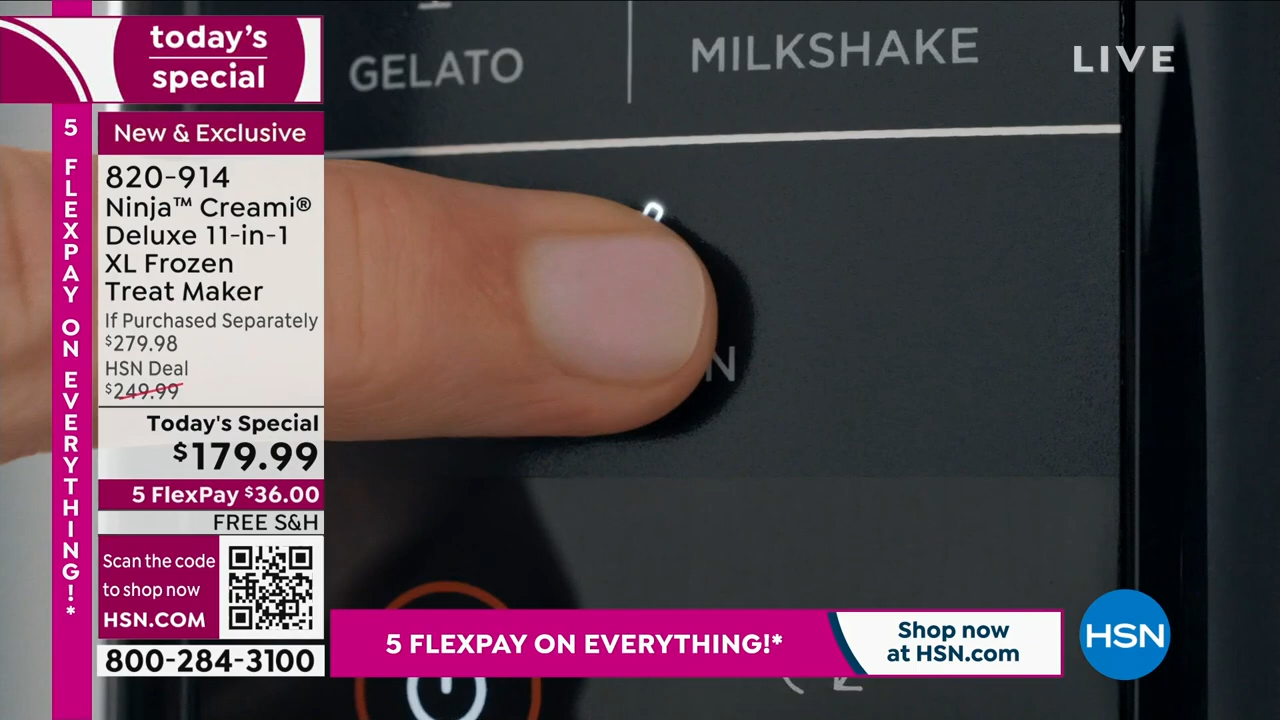 today's
special
5 FLEXPAY ON EVERYTHING!*
New & Exclusive
820-914
Ninja™ Creami®
Deluxe 11-in-1
XL Frozen
Treat Maker
If Purchased Separately
$279.98
HSN Deal
$249.99
Today's Special
$179.99
5 FlexPay $36.00
FREE S&H
Scan the code
to shop now
HSN.COM
800-284-3100
GELATO
MILKSHAKE
LIVE
5 FLEXPAY ON EVERYTHING!*
Shop now
at HSN.com
HSN